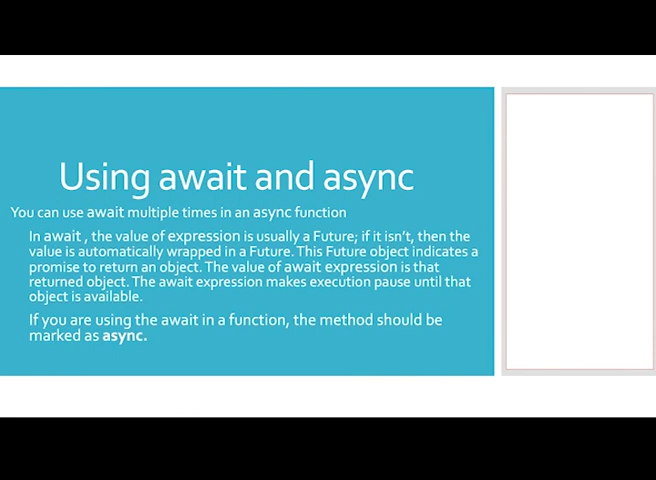 Using await and async
You can use await multiple times in an async function
In await , the value of expression is usually a Future; if it isn't, then the
value is automatically wrapped in a Future. This Future object indicates a
promise to return an object. The value of await expression is that
returned object. The await expression makes execution pause until that
object is available.
If you are using the await in a function, the method should be
marked as async.